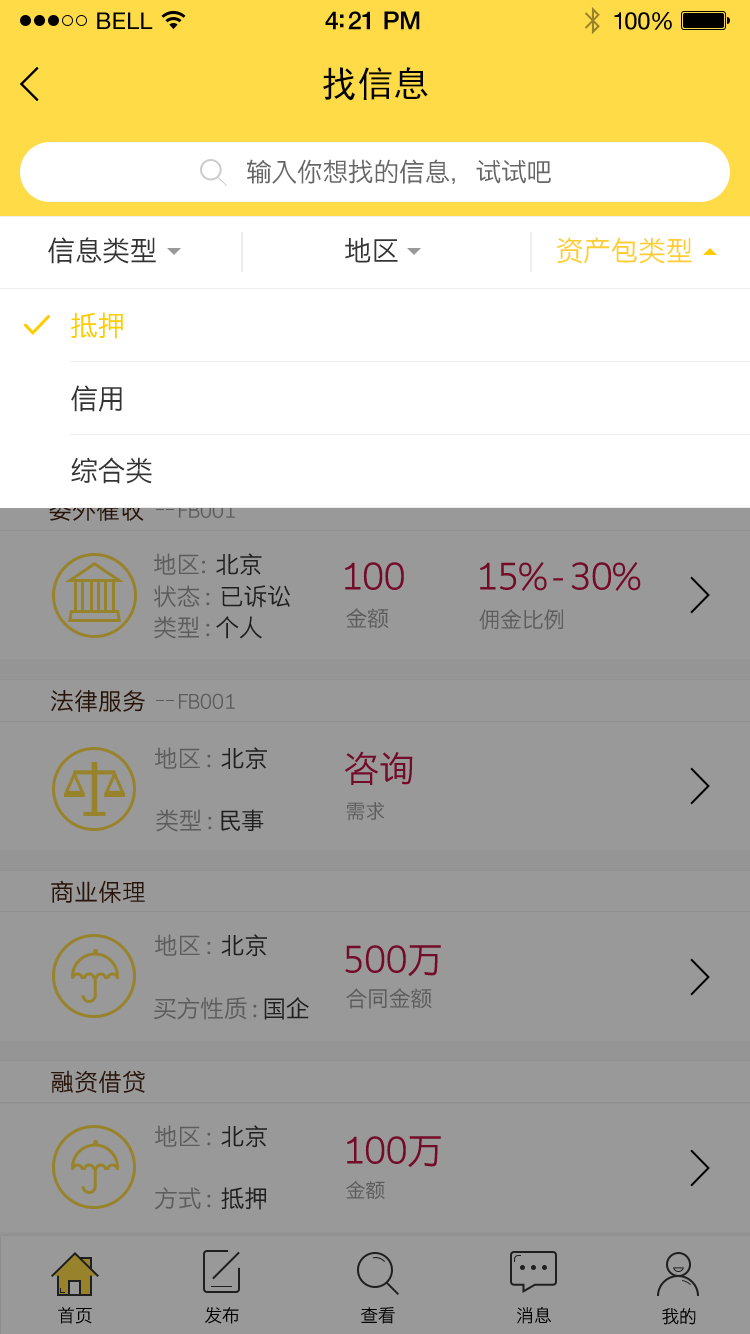 BELL 4:21 PM 100%
找信息
输入你想找的信息，试试吧
信息类型 地区 资产包类型
抵押
信用
综合类
委外催收 --FB001
地区: 北京
状态: 已诉讼
类型: 个人
100
金额
15%-30%
佣金比例
法律服务 --FB001
地区: 北京
类型: 民事
咨询
需求
商业保理
地区: 北京
买方性质: 国企
500万
合同金额
融资借贷
地区: 北京
方式: 抵押
100万
金额
首页 发布 查看 消息 我的